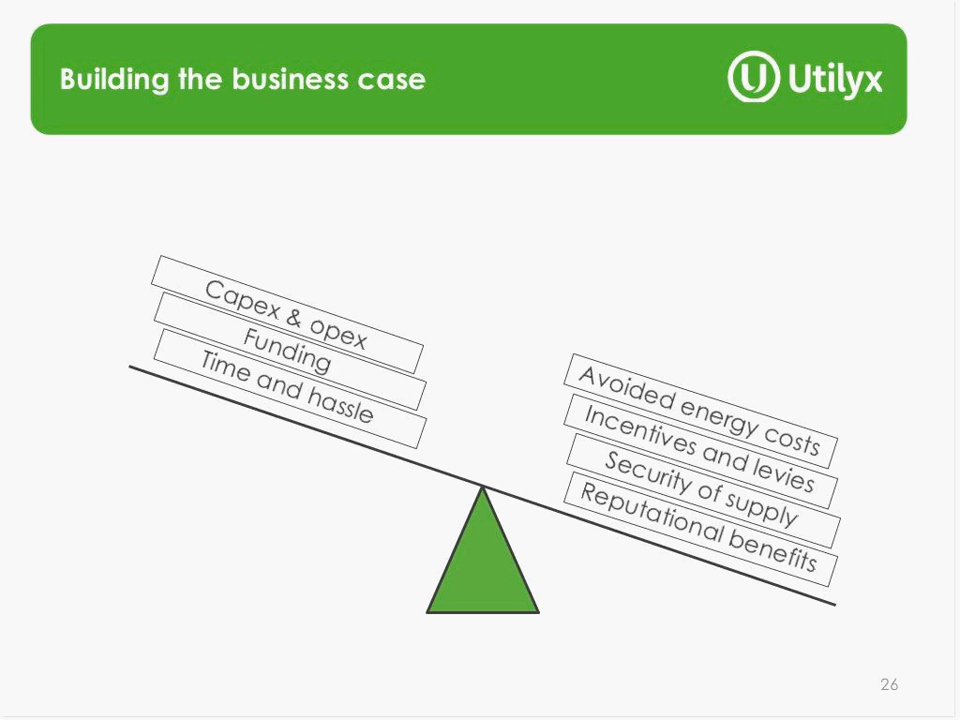 Building the business case
Utilyx
Capex & opex
Funding
Time and hassle
Avoided energy costs
Incentives and levies
Security of supply
Reputational benefits
26